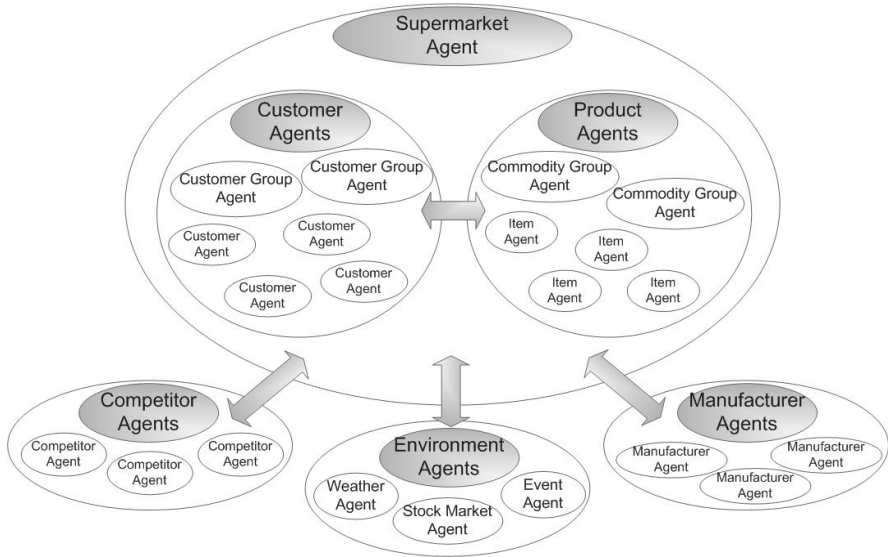 Supermarket
Agent
Customer
Agents
Product
Agents
Customer Group
Agent
Customer Group
Agent
Customer
Agent
Customer
Agent
Customer
Agent
Customer
Agent
Commodity Group
Agent
Commodity Group
Agent
Item
Agent
Item
Agent
Item
Agent
Item
Agent
Competitor
Agents
Competitor
Agent
Competitor
Agent
Competitor
Agent
Environment
Agents
Weather
Agent
Stock Market
Agent
Event
Agent
Manufacturer
Agents
Manufacturer
Agent
Manufacturer
Agent
Manufacturer
Agent